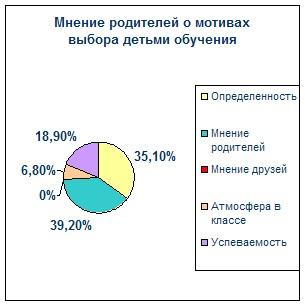 Мнение родителей о мотивах
выбора детьми обучения
18,90%
35,10%
6,80%
0%
39,20%
Определенность
Мнение
родителей
Мнение друзей
Атмосфера в
классе
Успеваемость